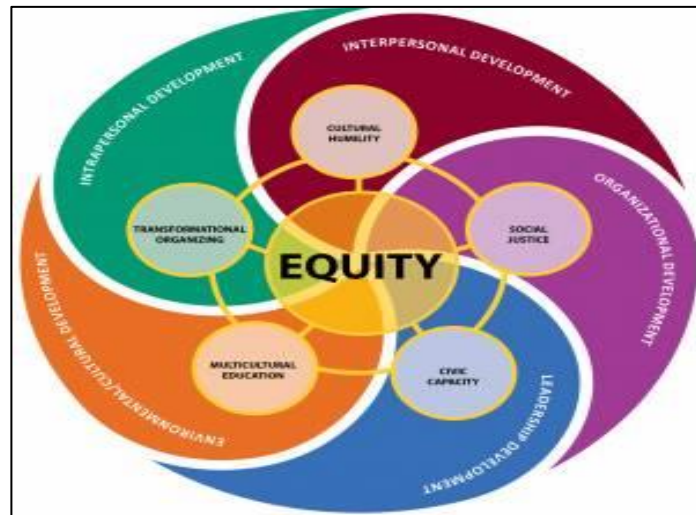 INTERPERSONAL DEVELOPMENT
INTRAPERSONAL DEVELOPMENT
CULTURAL
HUMILITY
ORGANIZATIONAL DEVELOPMENT
TRANSFORMATIONAL
ORGANIZING
SOCIAL
JUSTICE
EQUITY
MULTICULTURAL
EDUCATION
CIVIC
CAPACITY
ENVIRONMENTAL/CULTURAL DEVELOPMENT
LEADERSHIP DEVELOPMENT